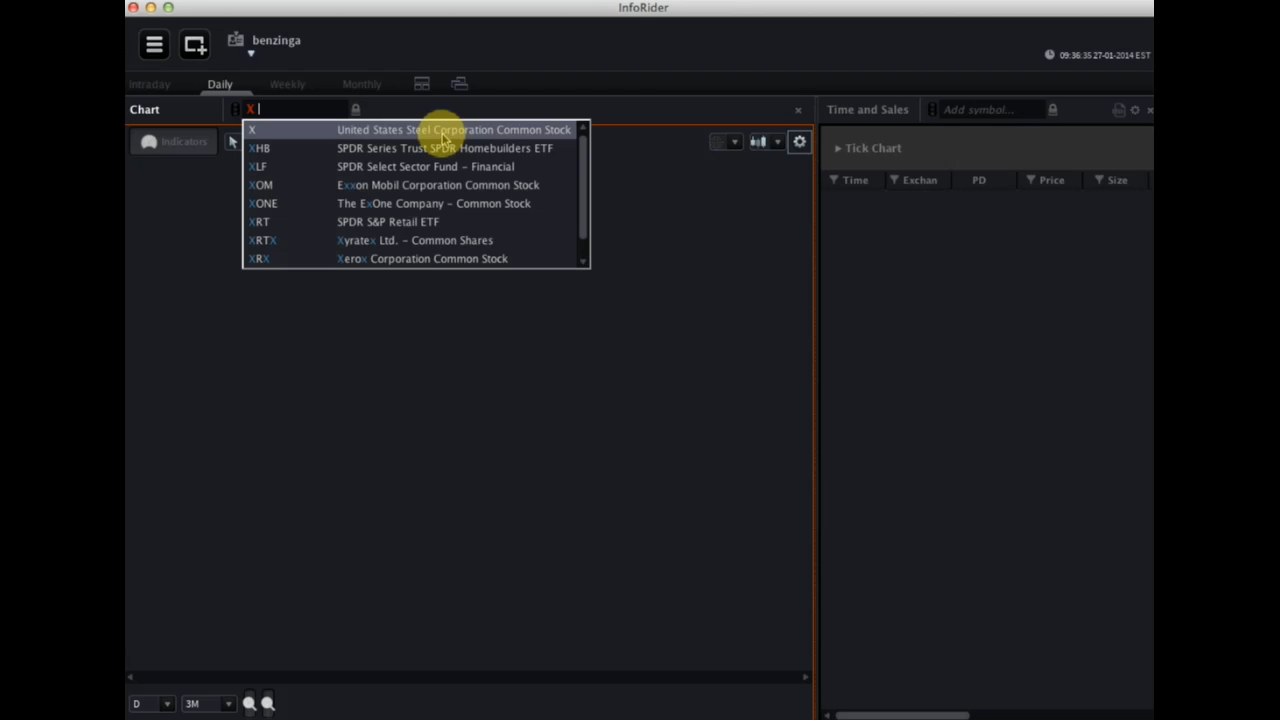 InfoRider
benzinga
09:36:35 27-01-2014 EST
Intraday Daily Weekly Monthly
Chart X Time and Sales Add symbol...
Indicators
X United States Steel Corporation Common Stock
XHB SPDR Series Trust SPDR Homebuilders ETF
XLF SPDR Select Sector Fund - Financial
XOM Exxon Mobil Corporation Common Stock
XONE The ExOne Company - Common Stock
XRT SPDR S&P Retail ETF
XRTX Xyratex Ltd. - Common Shares
XRX Xerox Corporation Common Stock
Tick Chart
Time Exchan PD Price Size
D 3M